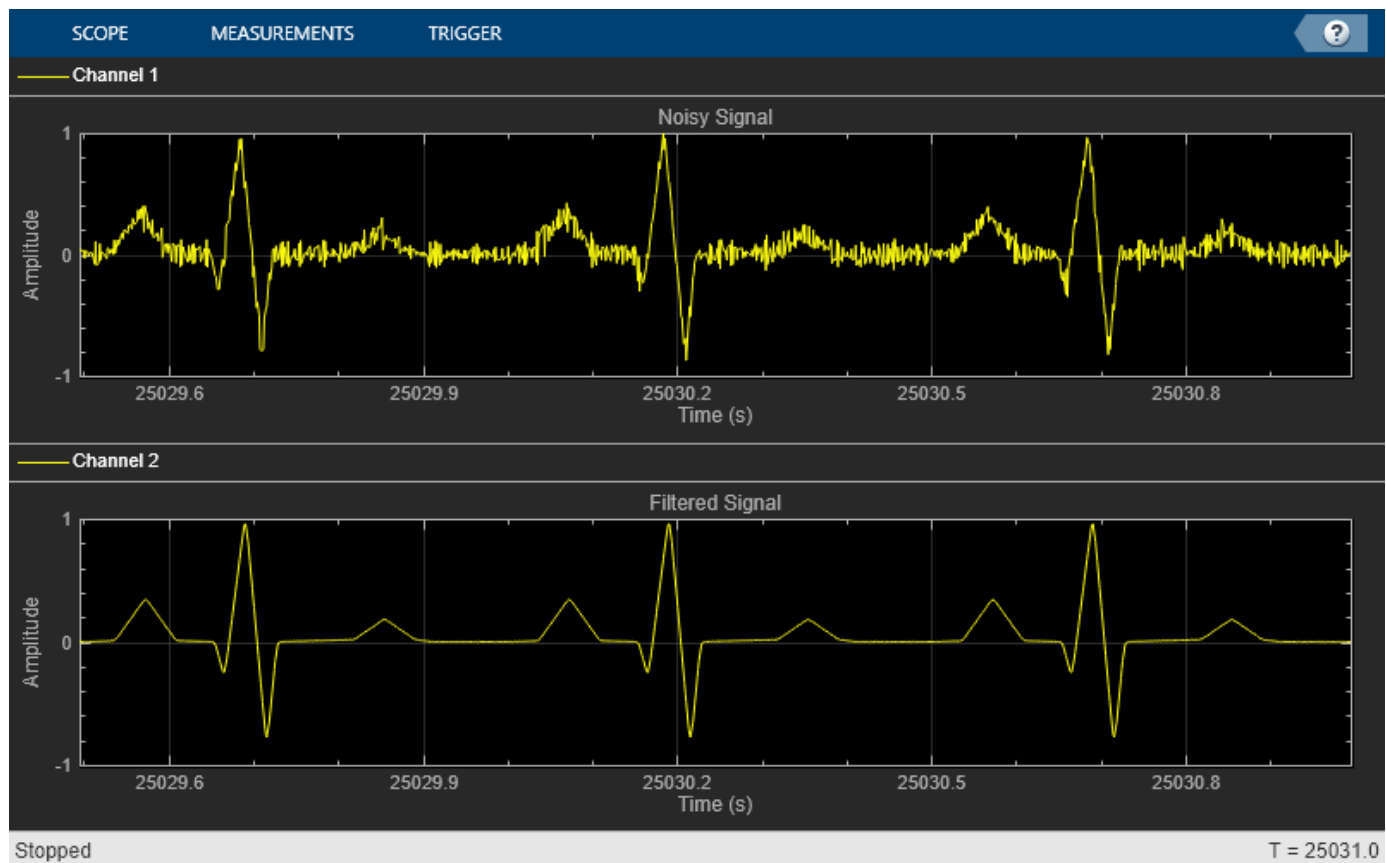 SCOPE MEASUREMENTS TRIGGER ?
Channel 1
Noisy Signal
Amplitude
1
0
-1
25029.6 25029.9 25030.2 25030.5 25030.8
Time (s)
Channel 2
Filtered Signal
Amplitude
1
0
-1
25029.6 25029.9 25030.2 25030.5 25030.8
Time (s)
Stopped T = 25031.0